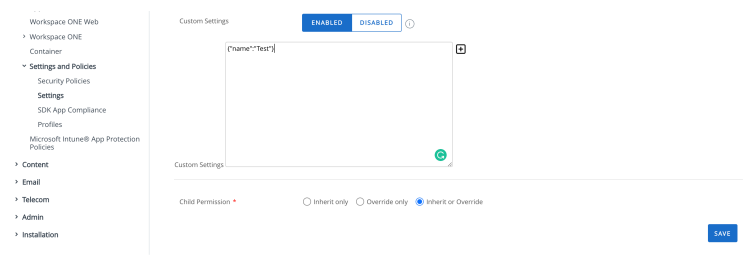 Workspace ONE Web
Workspace ONE
Container
Settings and Policies
Security Policies
Settings
SDK App Compliance
Profiles
Microsoft Intune® App Protection
Policies
Content
Email
Telecom
Admin
Installation
Custom Settings
ENABLED DISABLED
{"name":"Test"}
Custom Settings
Child Permission *
Inherit only Override only Inherit or Override
SAVE